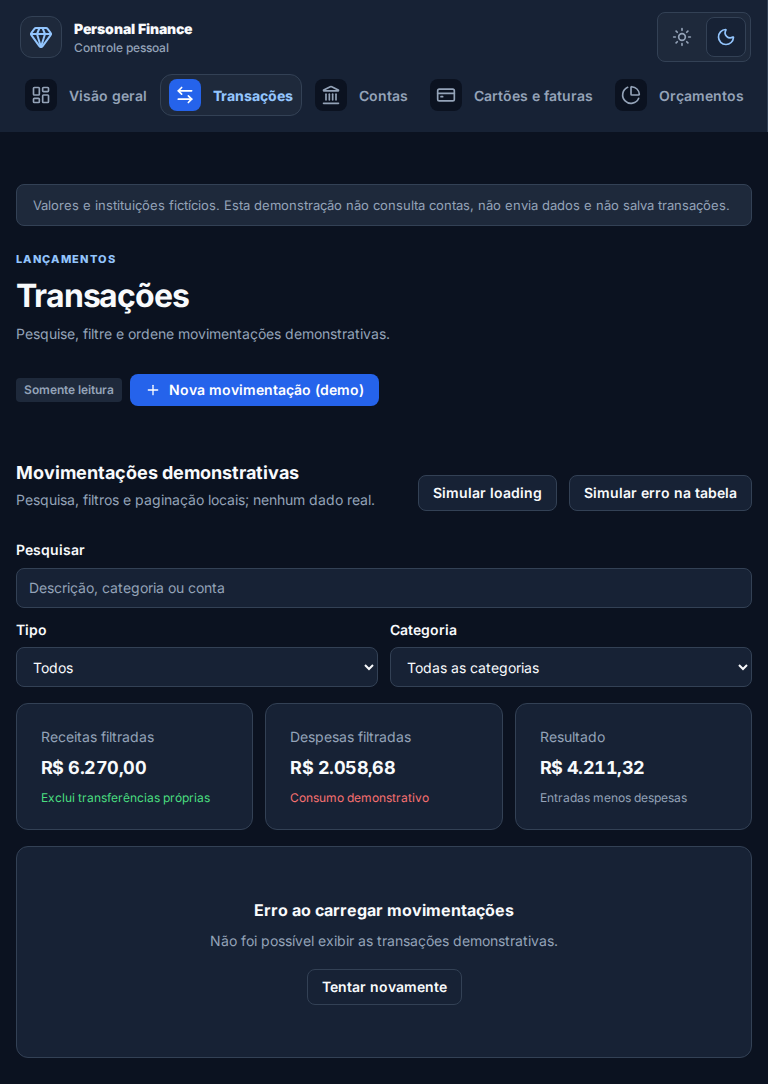 Personal Finance
Controle pessoal
Visão geral
Transações
Contas
Cartões e faturas
Orçamentos
Valores e instituições fictícios. Esta demonstração não consulta contas, não envia dados e não salva transações.
LANÇAMENTOS
Transações
Pesquise, filtre e ordene movimentações demonstrativas.
Somente leitura
Nova movimentação (demo)
Movimentações demonstrativas
Pesquisa, filtros e paginação locais; nenhum dado real.
Simular loading
Simular erro na tabela
Pesquisar
Descrição, categoria ou conta
Tipo
Categoria
Todos
Todas as categorias
Receitas filtradas
R$ 6.270,00
Exclui transferências próprias
Despesas filtradas
R$ 2.058,68
Consumo demonstrativo
Resultado
R$ 4.211,32
Entradas menos despesas
Erro ao carregar movimentações
Não foi possível exibir as transações demonstrativas.
Tentar novamente